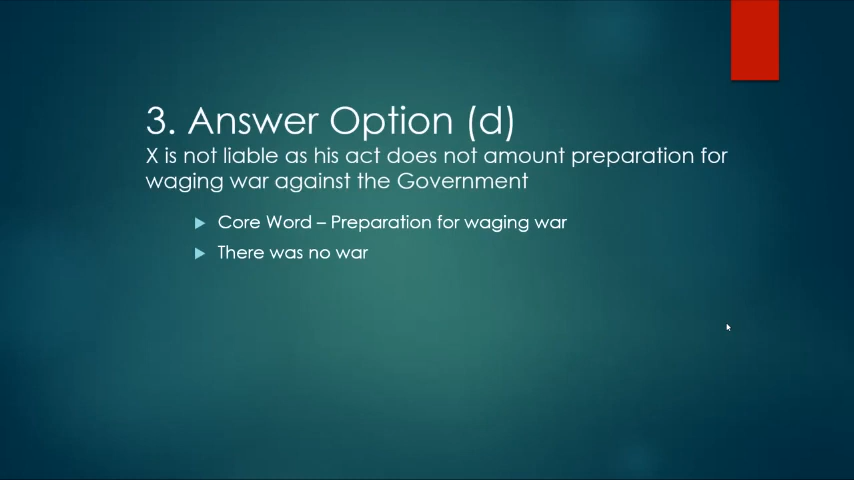 3. Answer Option (d)
X is not liable as his act does not amount preparation for
waging war against the Government
Core Word – Preparation for waging war
There was no war